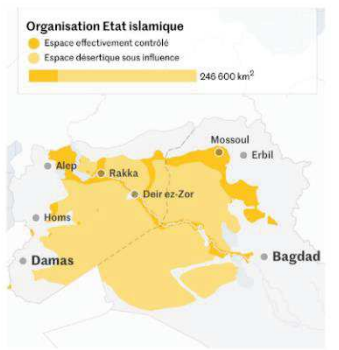 Organisation Etat islamique
Espace effectivement contrôlé
Espace désertique sous influence
246 600 km²
Mossoul
Erbil
Alep
Rakka
Deir ez-Zor
Homs
Damas
Bagdad